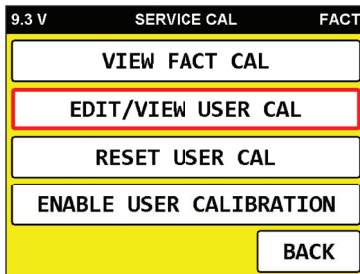 9.3 V SERVICE CAL FACT
VIEW FACT CAL
EDIT/VIEW USER CAL
RESET USER CAL
ENABLE USER CALIBRATION
BACK